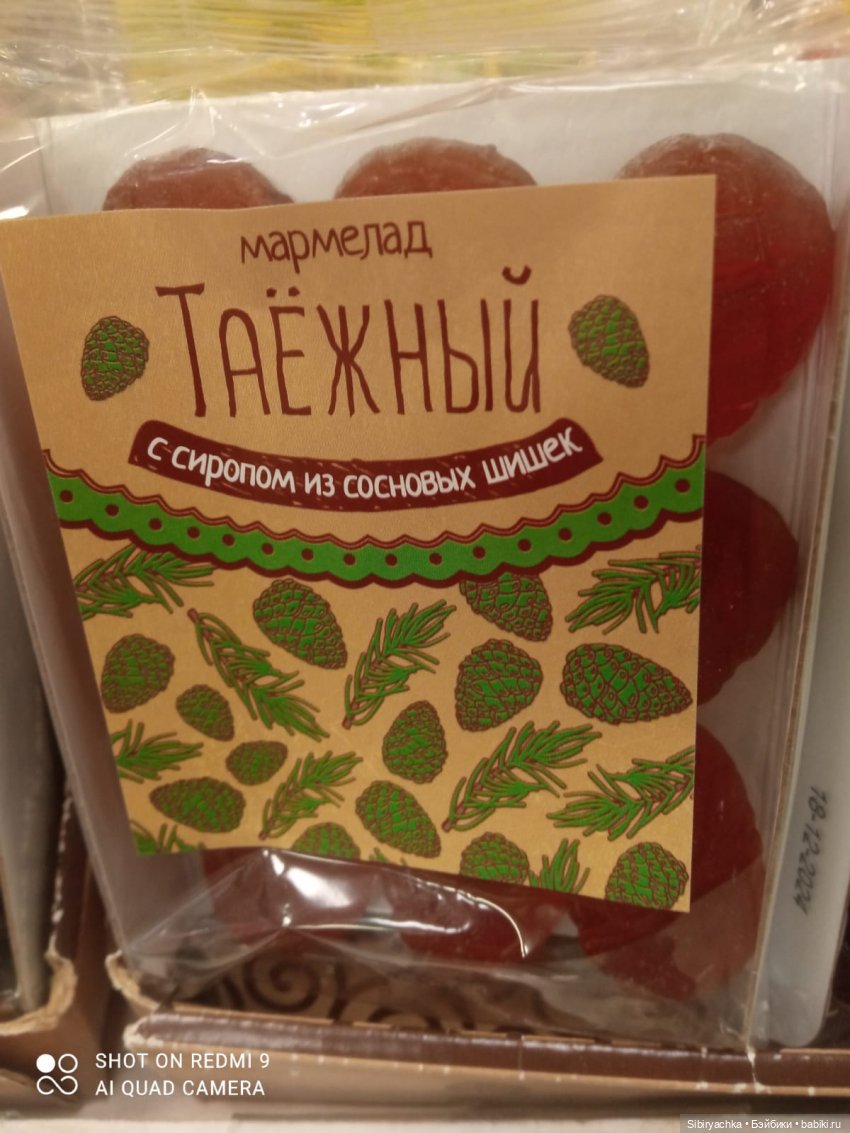 мармелад
ТАЁЖНЫЙ
с сиропом из сосновых шишек
18-12-2024
SHOT ON REDMI 9
AI QUAD CAMERA
Sibiryachka • Бэйбики • babiki.ru